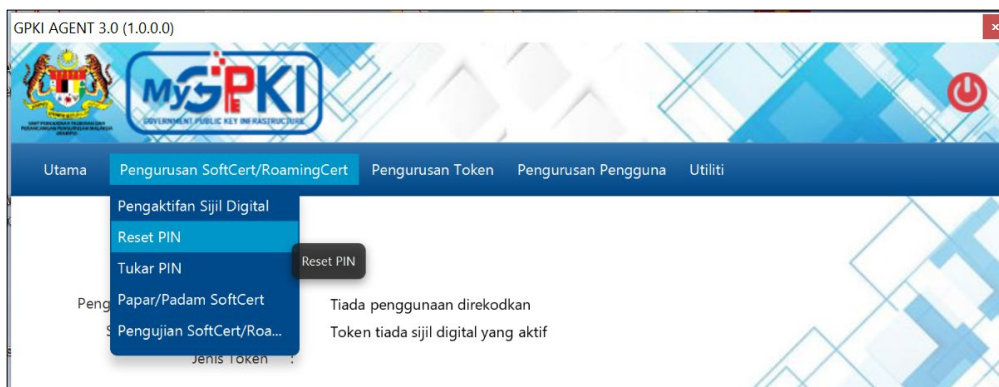 GPKI AGENT 3.0 (1.0.0.0)
MyGPKI
GOVERNMENT PUBLIC KEY INFRASTRUCTURE
Utama Pengurusan SoftCert/RoamingCert Pengurusan Token Pengurusan Pengguna Utiliti
Pengaktifan Sijil Digital
Reset PIN
Reset PIN
Tukar PIN
Papar/Padam SoftCert
Pengujian SoftCert/Roa...
Peng
Tiada penggunaan direkodkan
Token tiada sijil digital yang aktif
Jenis Token :